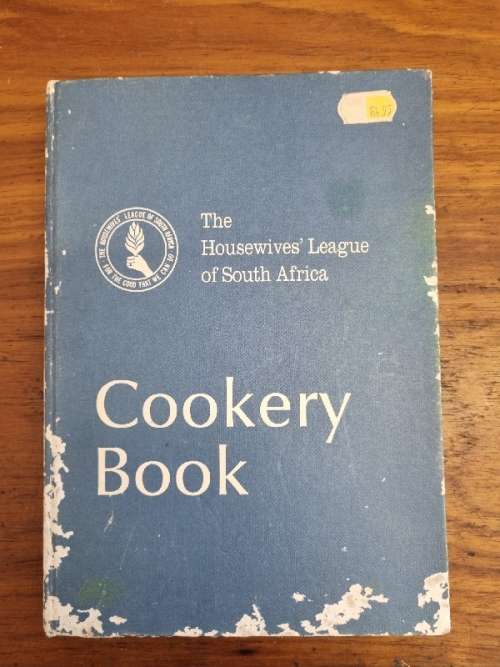 The
Housewives' League
of South Africa
THE HOUSEWIVES' LEAGUE OF SOUTH AFRICA
FOR THE GOOD THAT WE CAN DO
Cookery
Book